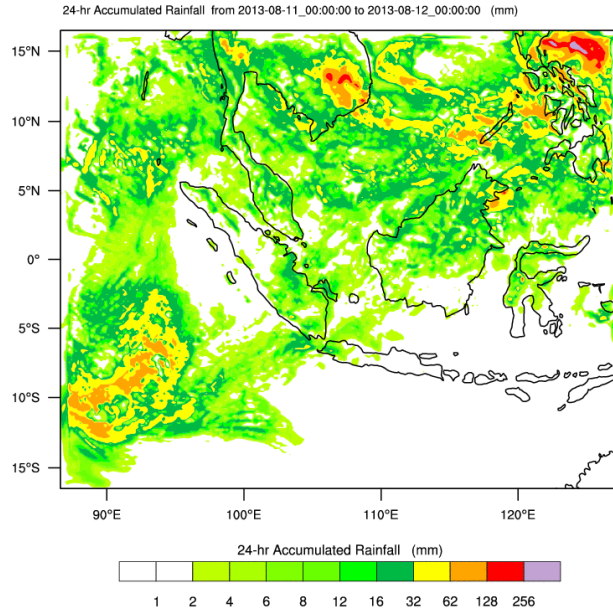 24-hr Accumulated Rainfall from 2013-08-11_00:00:00 to 2013-08-12_00:00:00 (mm)
15°N
10°N
5°N
0°
5°S
10°S
15°S
90°E 100°E 110°E 120°E
24-hr Accumulated Rainfall (mm)
1 2 4 6 8 12 16 32 62 128 256